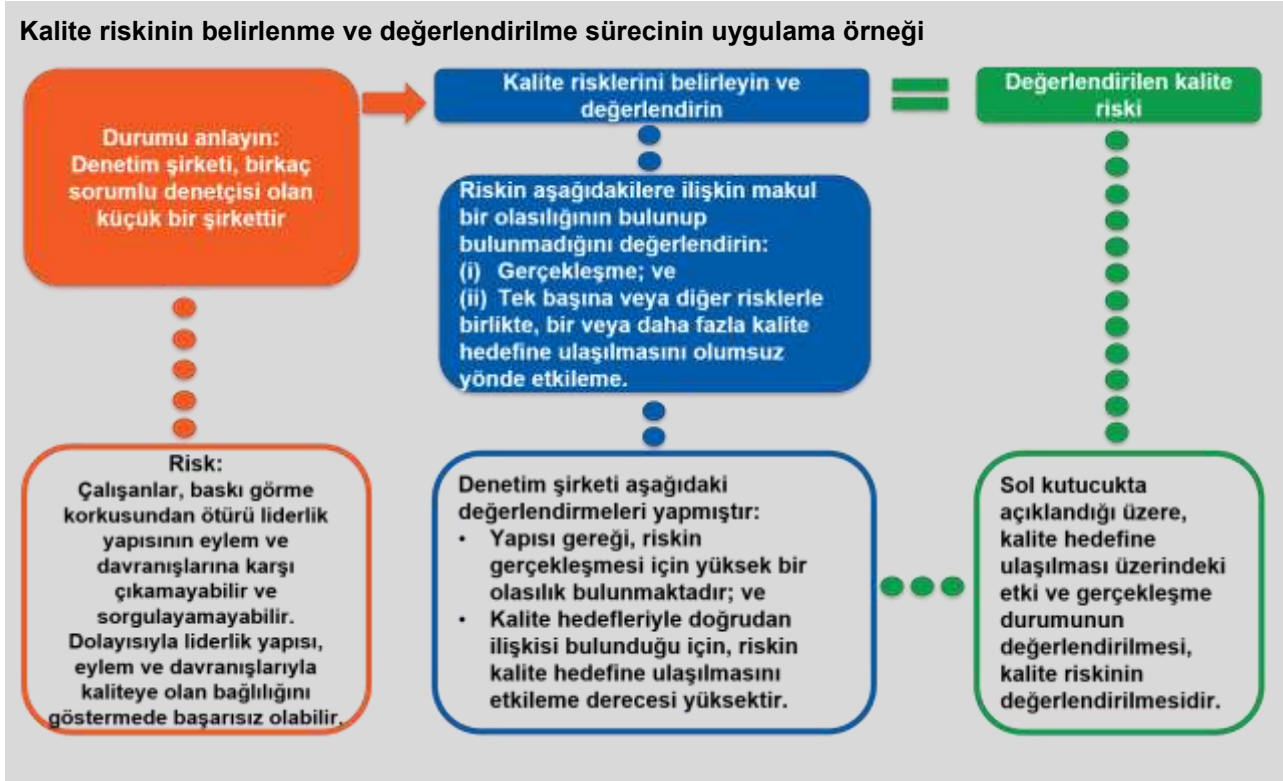 Kalite riskinin belirlenme ve değerlendirilme sürecinin uygulama örneği
Durumu anlayın:
Denetim şirketi, birkaç
sorumlu denetçisi olan
küçük bir şirkettir
Risk:
Çalışanlar, baskı görme
korkusundan ötürü liderlik
yapısının eylem ve
davranışlarına karşı
çıkamayabilir ve
sorgulayamayabilir.
Dolayısıyla liderlik yapısı,
eylem ve davranışlarıyla
kaliteye olan bağlılığını
göstermede başarısız olabilir.
Kalite risklerini belirleyin ve
değerlendirin
Riskin aşağıdakilere ilişkin makul
bir olasılığının bulunup
bulunmadığını değerlendirin:
(i) Gerçekleşme; ve
(ii) Tek başına veya diğer risklerle
birlikte, bir veya daha fazla kalite
hedefine ulaşılmasını olumsuz
yönde etkileme.
Denetim şirketi aşağıdaki
değerlendirmeleri yapmıştır:
• Yapısı gereği, riskin
gerçekleşmesi için yüksek bir
olasılık bulunmaktadır; ve
• Kalite hedefleriyle doğrudan
ilişkisi bulunduğu için, riskin
kalite hedefine ulaşılmasını
etkileme derecesi yüksektir.
Değerlendirilen kalite
riski
Sol kutucukta
açıklandığı üzere,
kalite hedefine
ulaşılması üzerindeki
etki ve gerçekleşme
durumunun
değerlendirilmesi,
kalite riskinin
değerlendirilmesidir.